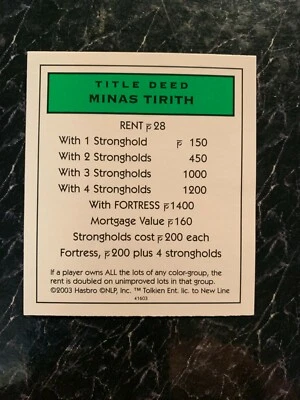 TITLE DEED
MINAS TIRITH
RENT 28
With 1 Stronghold 150
With 2 Strongholds 450
With 3 Strongholds 1000
With 4 Strongholds 1200
With FORTRESS 1400
Mortgage Value 160
Strongholds cost 200 each
Fortress, 200 plus 4 strongholds
If a player owns ALL the lots of any color-group, the
rent is doubled on unimproved lots in that group.
©2003 Hasbro ©NLP, Inc. ™ Tolkien Ent. lic. to New Line
41603